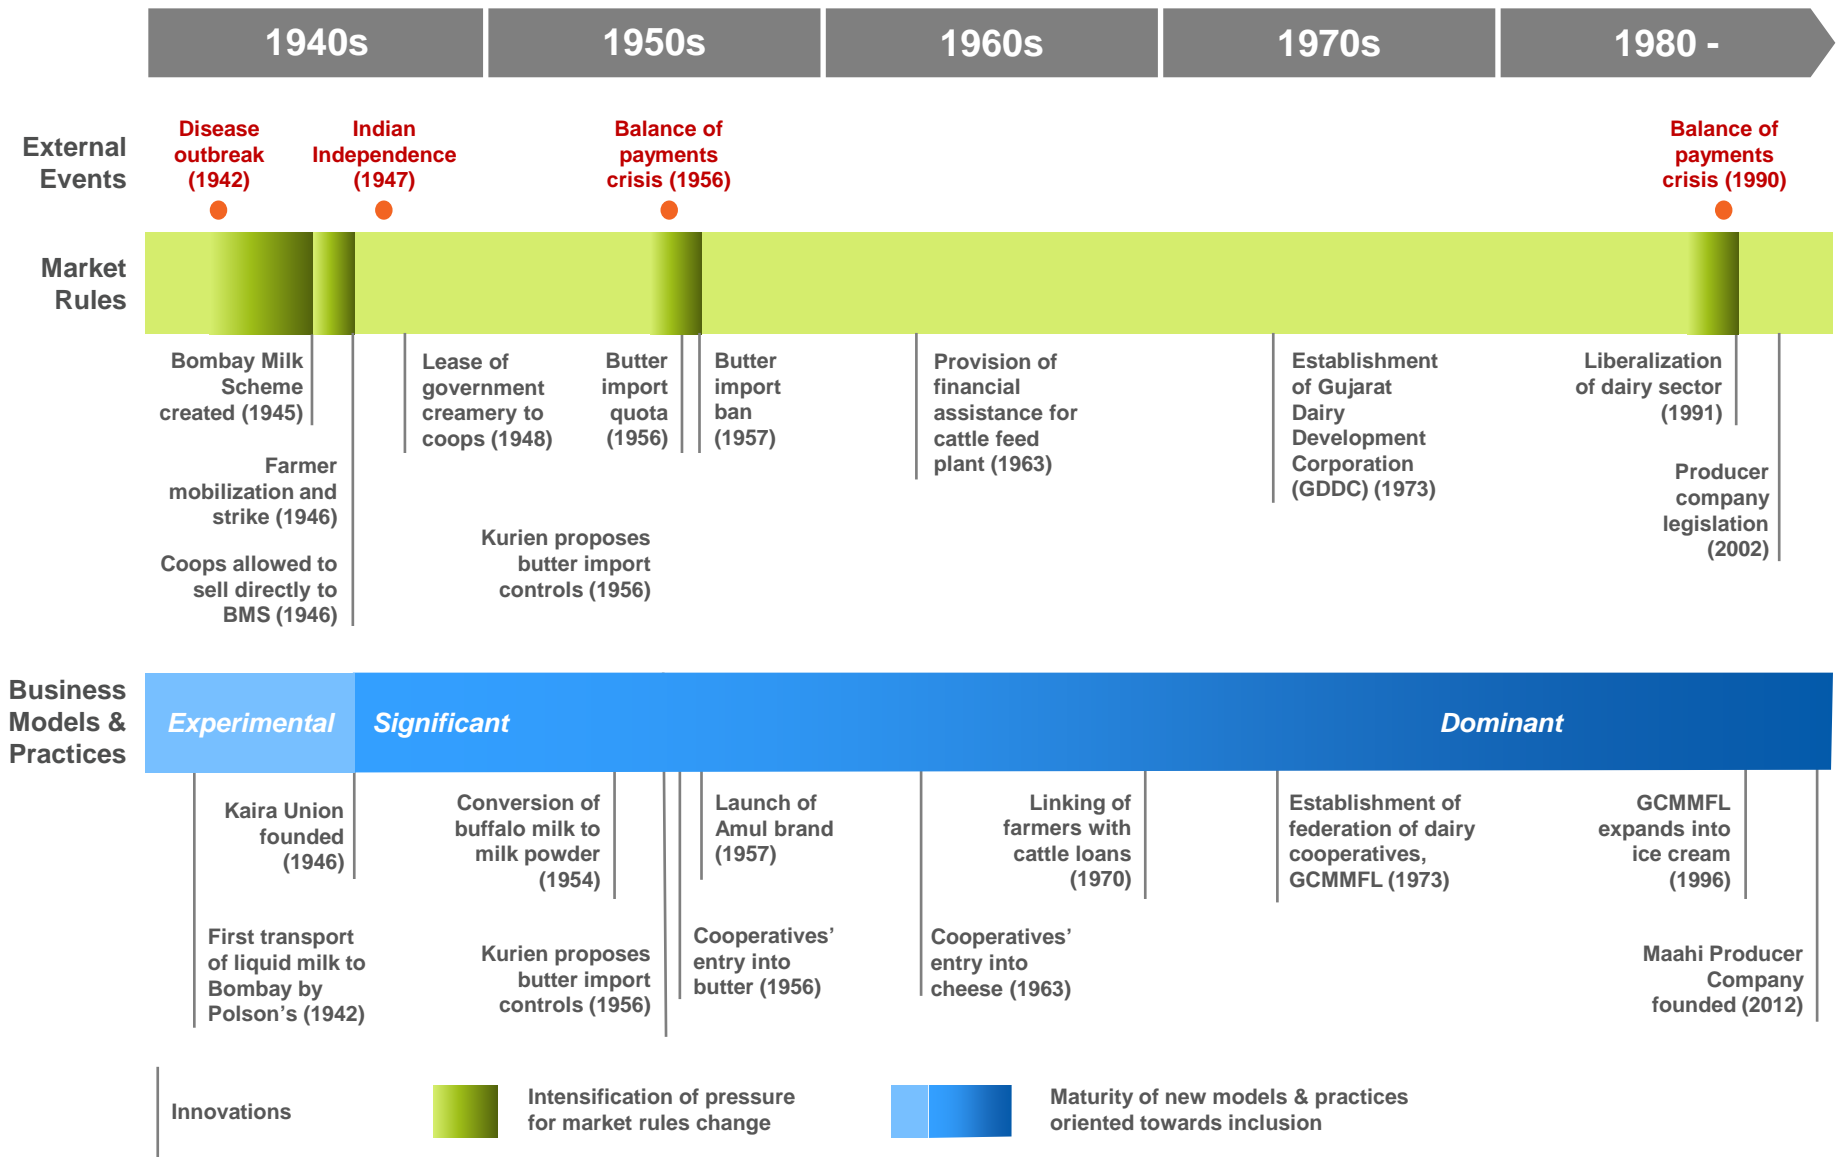 1940s
1950s
1960s
1970s
1980 -
External
Events
Disease
outbreak
(1942)
Indian
Independence
(1947)
Balance of
payments
crisis (1956)
Balance of
payments
crisis (1990)
Market
Rules
Bombay Milk
Scheme
created (1945)
Farmer
mobilization and
strike (1946)
Coops allowed to
sell directly to
BMS (1946)
Lease of
government
creamery to
coops (1948)
Kurien proposes
butter import
controls (1956)
Butter
import
quota
(1956)
Butter
import
ban
(1957)
Provision of
financial
assistance for
cattle feed
plant (1963)
Establishment
of Gujarat
Dairy
Development
Corporation
(GDDC) (1973)
Liberalization
of dairy sector
(1991)
Producer
company
legislation
(2002)
Business
Models &
Practices
Experimental
Significant
Dominant
Kaira Union
founded
(1946)
First transport
of liquid milk to
Bombay by
Polson’s (1942)
Conversion of
buffalo milk to
milk powder
(1954)
Kurien proposes
butter import
controls (1956)
Launch of
Amul brand
(1957)
Cooperatives’
entry into
butter (1956)
Cooperatives’
entry into
cheese (1963)
Linking of
farmers with
cattle loans
(1970)
Establishment of
federation of dairy
cooperatives,
GCMMFL (1973)
GCMMFL
expands into
ice cream
(1996)
Maahi Producer
Company
founded (2012)
Innovations
Intensification of pressure
for market rules change
Maturity of new models & practices
oriented towards inclusion